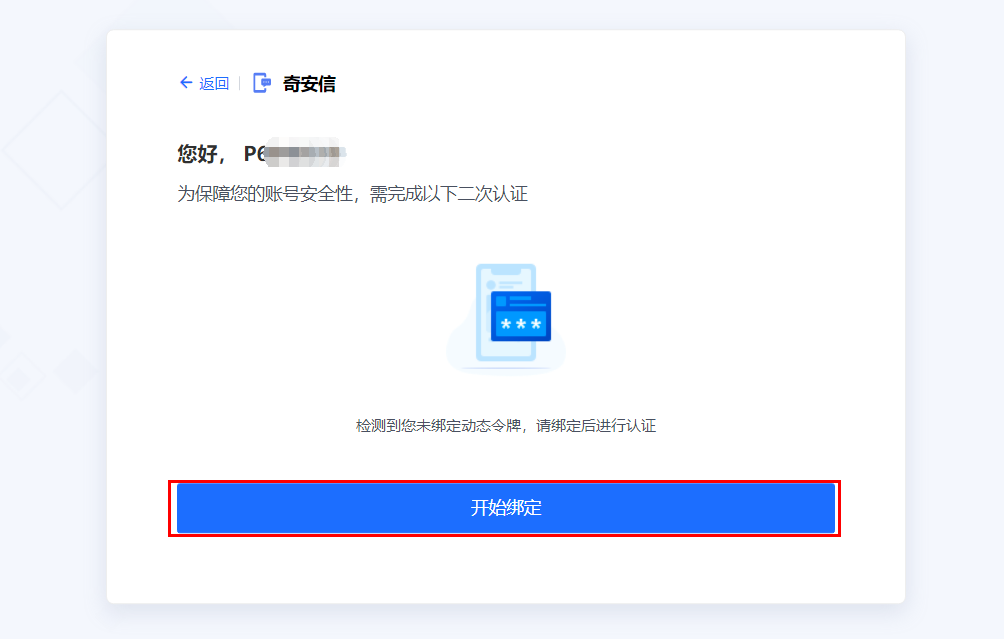 返回 奇安信
您好， P6
为保障您的账号安全性，需完成以下二次认证
***
检测到您未绑定动态令牌，请绑定后进行认证
开始绑定